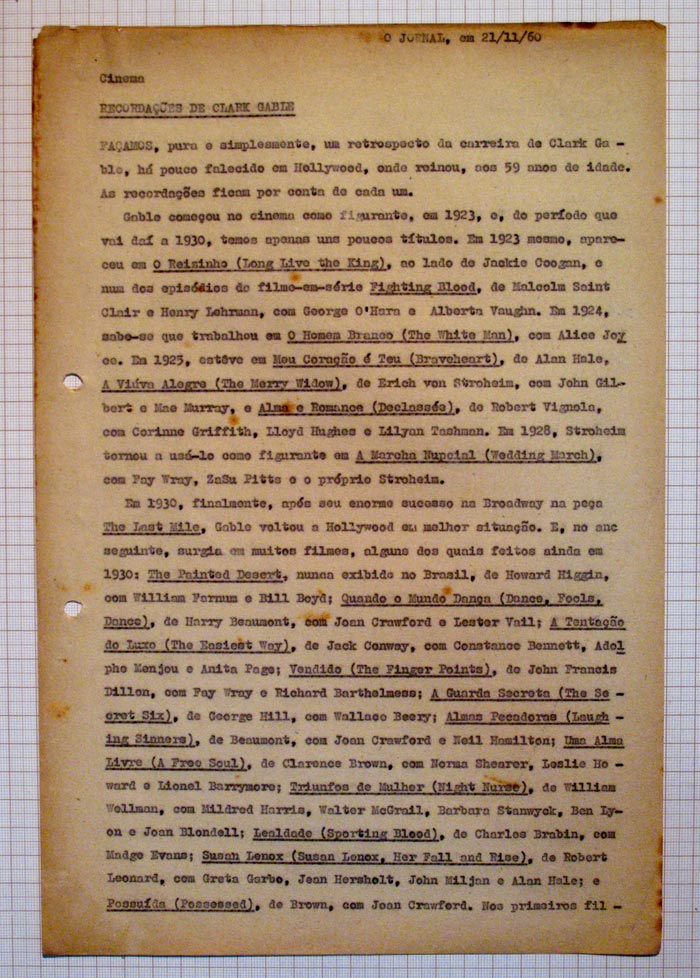 O JORNAL, em 21/11/60
Cinema
RECORDAÇÕES DE CLARK GABLE
FAÇAMOS, pura e simplesmente, um retrospecto da carreira de Clark Ga -
ble, há pouco falecido em Hollywood, onde reinou, aos 59 anos de idade.
As recordações ficam por conta de cada um.
Gable começou no cinema como figurante, em 1923, e, do período que
vai daí a 1930, temos apenas uns poucos títulos. Em 1923 mesmo, apare-
ceu em O Reizinho (Long Live the King), ao lado de Jackie Coogan, e
num dos episódios do filme-em-série Fighting Blood, de Malcolm Saint
Clair e Henry Lehrman, com George O'Hara e Alberta Vaughn. Em 1924,
sabe-se que trabalhou em O Homem Branco (The White Man), com Alice Joy
ce. Em 1925, estêve em Meu Coração é Teu (Braveheart), de Alan Hale,
A Viúva Alegre (The Merry Widow), de Erich von Stroheim, com John Gil-
bert e Mae Murray, e Alma e Romance (Declassée), de Robert Vignola,
com Corinne Griffith, Lloyd Hughes e Lilyan Tashman. Em 1928, Stroheim
tornou a usá-lo como figurante em A Marcha Nupcial (Wedding March),
com Fay Wray, ZaSu Pitts e o próprio Stroheim.
Em 1930, finalmente, após seu enorme sucesso na Broadway na peça
The Last Mile, Gable voltou a Hollywood em melhor situação. E, no ano
seguinte, surgia em muitos filmes, alguns dos quais feitos ainda em
1930: The Painted Desert, nunca exibido no Brasil, de Howard Higgin,
com William Farnum e Bill Boyd; Quando o Mundo Dança (Dance, Fools,
Dance), de Harry Beaumont, com Joan Crawford e Lester Vail; A Tentação
do Luxo (The Easiest Way), de Jack Conway, com Constance Bennett, Adol
phe Menjou e Anita Page; Vendido (The Finger Points), de John Francis
Dillon, com Fay Wray e Richard Barthelmess; A Guarda Secreta (The Se -
cret Six), de George Hill, com Wallace Beery; Almas Pecadoras (Laugh -
ing Sinners), de Beaumont, com Joan Crawford e Neil Hamilton; Uma Alma
Livre (A Free Soul), de Clarence Brown, com Norma Shearer, Leslie Ho -
ward e Lionel Barrymore; Triunfos de Mulher (Night Nurse), de William
Wellman, com Mildred Harris, Walter McGrail, Barbara Stanwyck, Ben Ly-
on e Joan Blondell; Lealdade (Sporting Blood), de Charles Brabin, com
Madge Evans; Susan Lenox (Susan Lenox, Her Fall and Rise), de Robert
Leonard, com Greta Garbo, Jean Hersholt, John Miljan e Alan Hale; e
Possuída (Possessed), de Brown, com Joan Crawford. Nos primeiros fil -